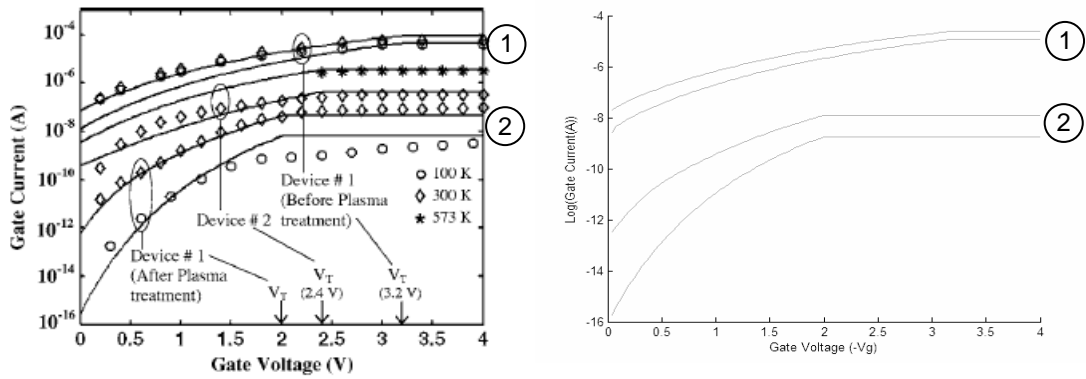 10^-4
10^-6
10^-8
10^-10
10^-12
10^-14
10^-16
Gate Current (A)
0 0.5 1 1.5 2 2.5 3 3.5 4
Gate Voltage (V)
1
2
Device # 1
(Before Plasma
treatment)
100 K
300 K
573 K
Device # 2
Device # 1
(After Plasma
treatment)
V_T
V_T
(2.4 V)
V_T
(3.2 V)
-4
-6
-8
-10
-12
-14
-16
Log(Gate Current(A))
0 0.5 1 1.5 2 2.5 3 3.5 4
Gate Voltage (-Vg)
1
2